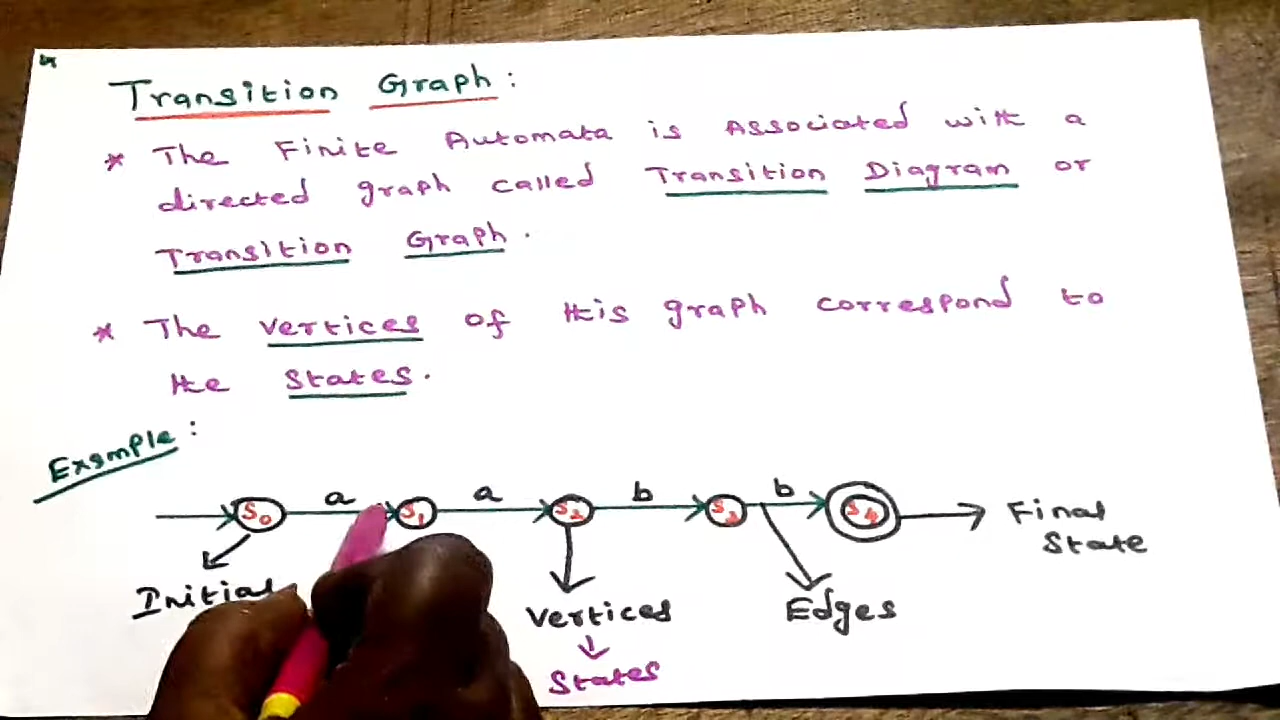 Transition Graph:
* The Finite Automata is Associated with a
directed graph called Transition Diagram or
Transition Graph.
* The vertices of this graph correspond to
the states.
Example:
a a b b
S0 S1 S2 S3 S4 Final
State
Initial Vertices Edges
States